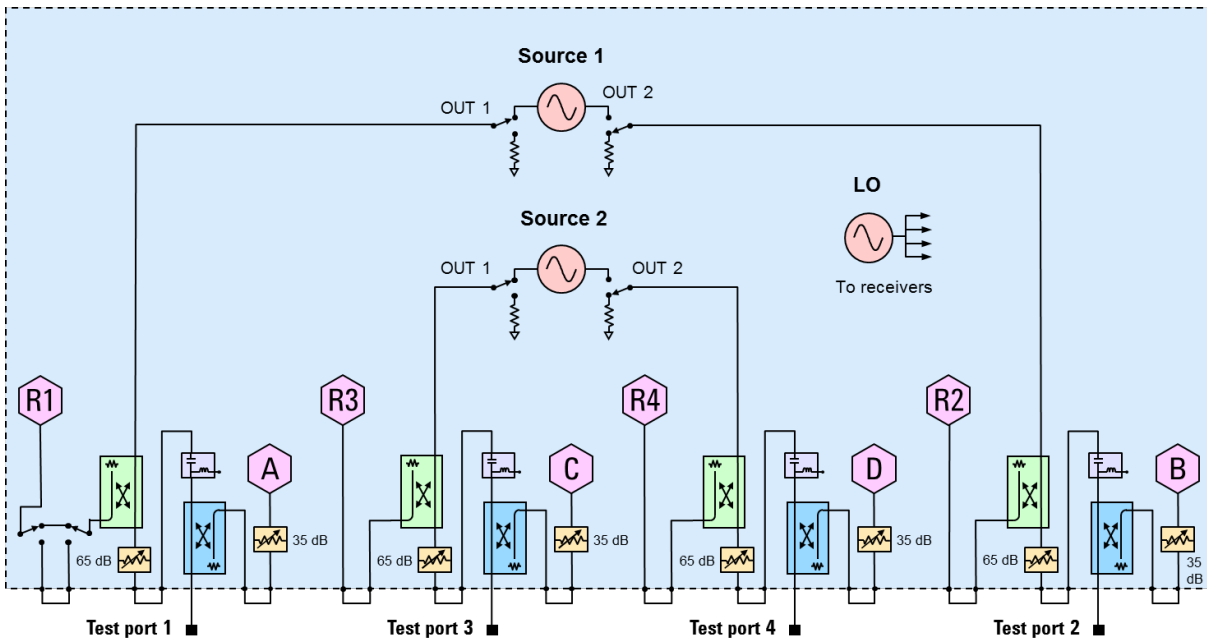 Source 1
OUT 1
OUT 2
LO
Source 2
OUT 1
OUT 2
To receivers
R1
R3
R4
R2
A
C
D
B
65 dB
35 dB
65 dB
35 dB
65 dB
35 dB
65 dB
35
dB
Test port 1
Test port 3
Test port 4
Test port 2